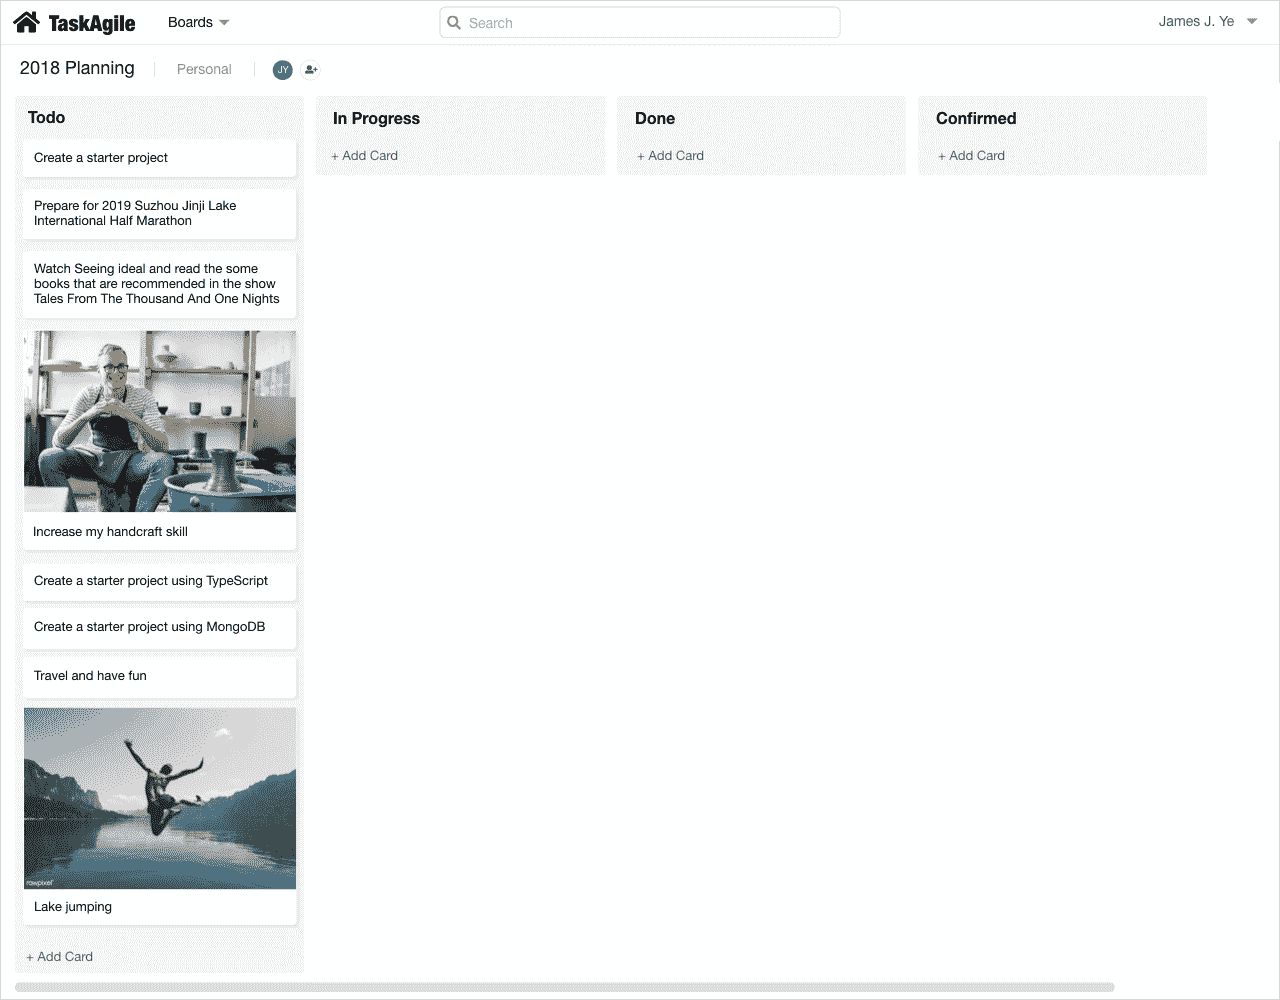 TaskAgile
Boards
Search
James J. Ye
2018 Planning
Personal
JY
Todo
Create a starter project
Prepare for 2019 Suzhou Jinji Lake
International Half Marathon
Watch Seeing ideal and read the some
books that are recommended in the show
Tales From The Thousand And One Nights
Increase my handcraft skill
Create a starter project using TypeScript
Create a starter project using MongoDB
Travel and have fun
rawpixel
Lake jumping
+ Add Card
In Progress
+ Add Card
Done
+ Add Card
Confirmed
+ Add Card